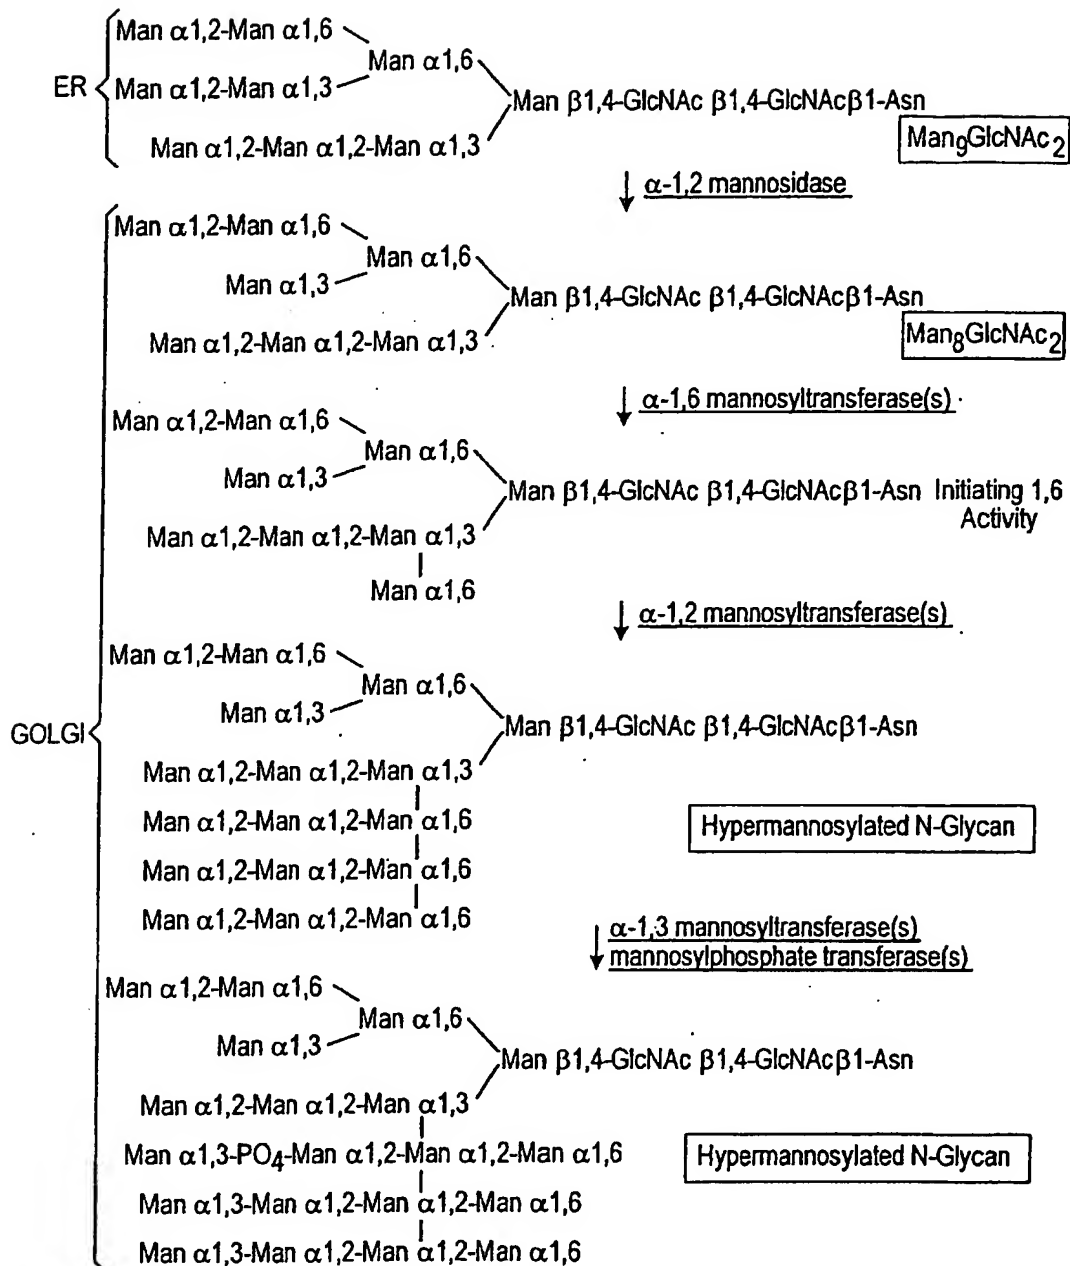 Man α1,2-Man α1,6
Man α1,6
ER
Man α1,2-Man α1,3
Man β1,4-GlcNAc β1,4-GlcNAcβ1-Asn
Man α1,2-Man α1,2-Man α1,3
Man9GlcNAc2
α-1,2 mannosidase
Man α1,2-Man α1,6
Man α1,6
Man α1,3
Man β1,4-GlcNAc β1,4-GlcNAcβ1-Asn
Man α1,2-Man α1,2-Man α1,3
Man8GlcNAc2
α-1,6 mannosyltransferase(s)
Man α1,2-Man α1,6
Man α1,6
Man α1,3
Man β1,4-GlcNAc β1,4-GlcNAcβ1-Asn Initiating 1,6
Activity
Man α1,2-Man α1,2-Man α1,3
Man α1,6
α-1,2 mannosyltransferase(s)
Man α1,2-Man α1,6
Man α1,6
Man α1,3
GOLGI
Man β1,4-GlcNAc β1,4-GlcNAcβ1-Asn
Man α1,2-Man α1,2-Man α1,3
Man α1,2-Man α1,2-Man α1,6
Hypermannosylated N-Glycan
Man α1,2-Man α1,2-Man α1,6
Man α1,2-Man α1,2-Man α1,6
α-1,3 mannosyltransferase(s)
mannosylphosphate transferase(s)
Man α1,2-Man α1,6
Man α1,6
Man α1,3
Man β1,4-GlcNAc β1,4-GlcNAcβ1-Asn
Man α1,2-Man α1,2-Man α1,3
Man α1,3-PO4-Man α1,2-Man α1,2-Man α1,6
Hypermannosylated N-Glycan
Man α1,3-Man α1,2-Man α1,2-Man α1,6
Man α1,3-Man α1,2-Man α1,2-Man α1,6